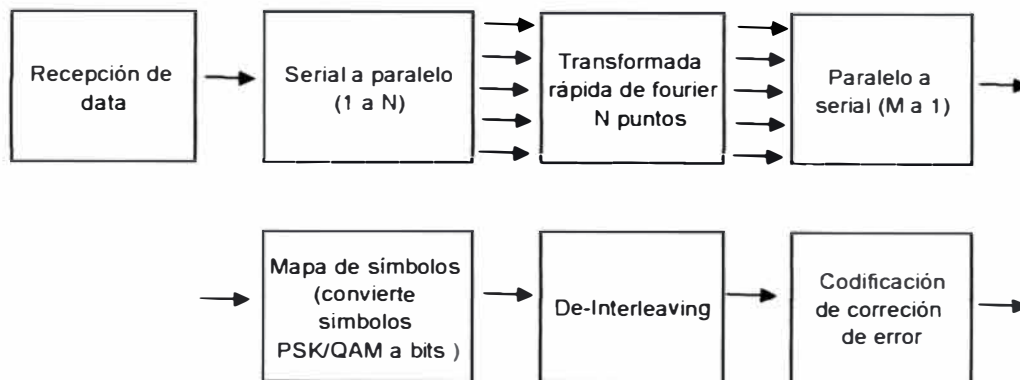 Recepción de
data
Serial a paralelo
(1 a N)
Transformada
rápida de fourier
N puntos
Paralelo a
serial (M a 1)
Mapa de símbolos
(convierte
simbolos
PSK/QAM a bits )
De-Interleaving
Codificación
de correción
de error